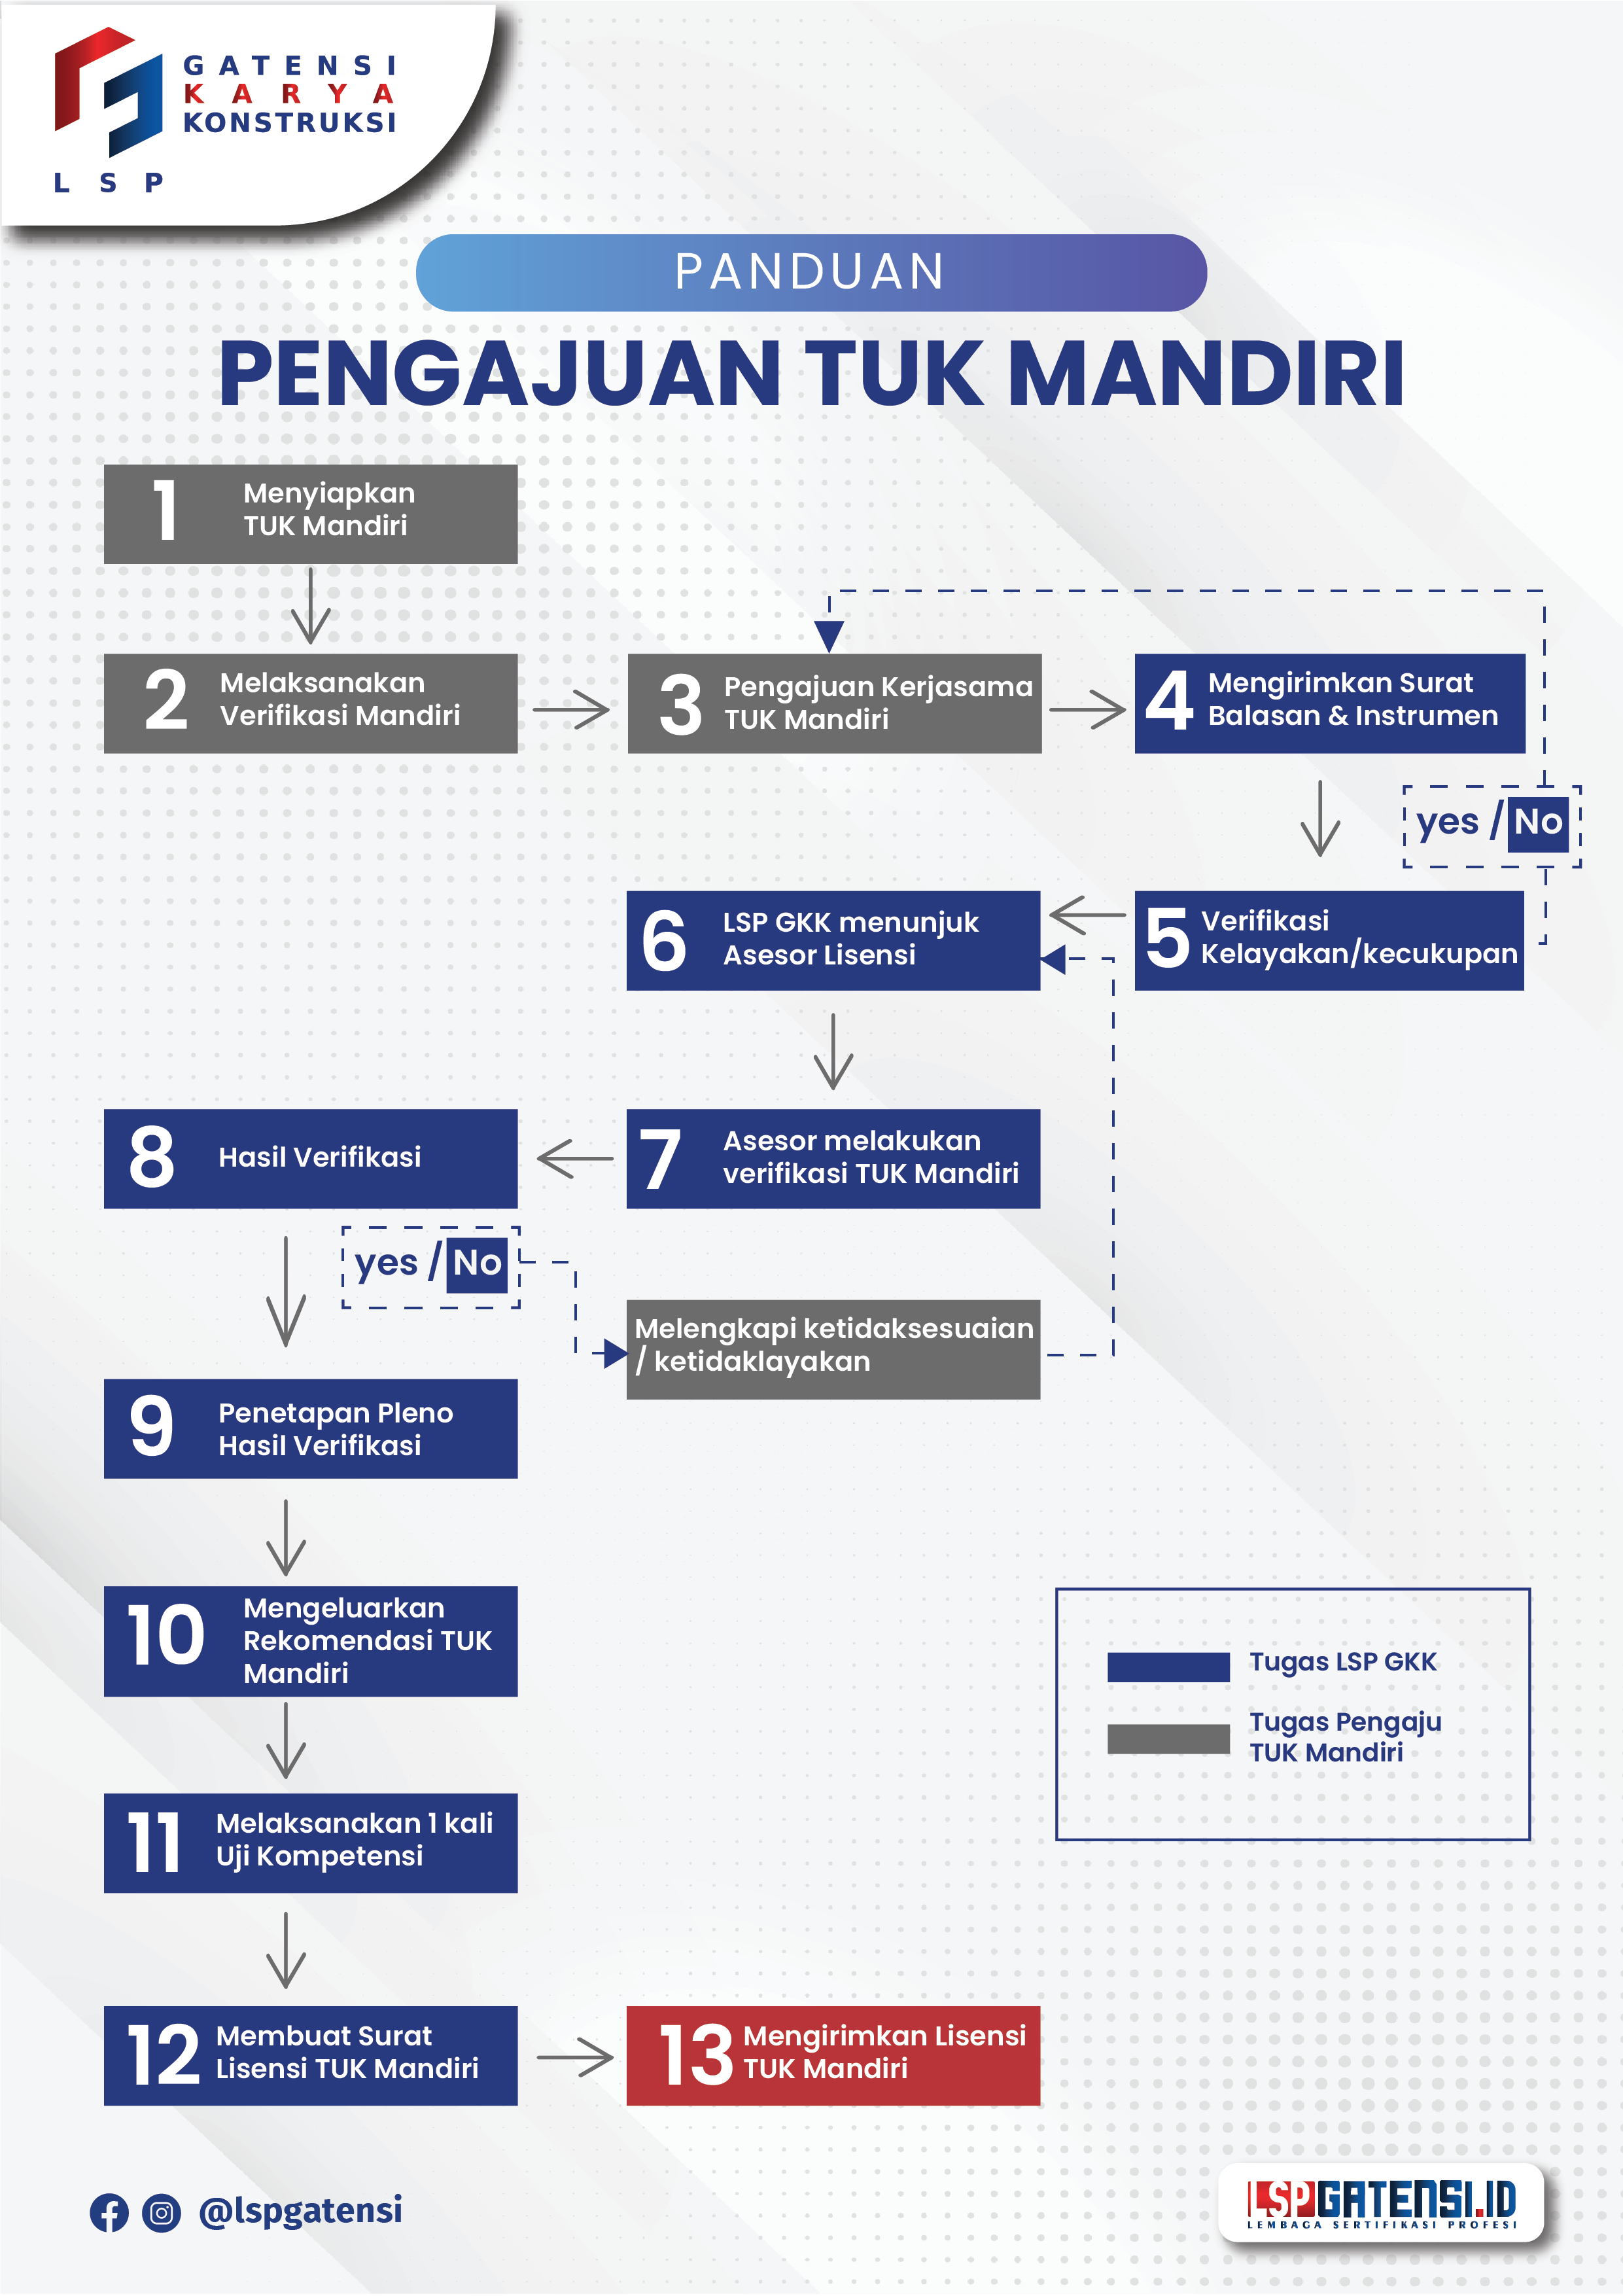 GATENSI
KARYA
KONSTRUKSI
LSP
PANDUAN
PENGAJUAN TUK MANDIRI
1
Menyiapkan
TUK Mandiri
2
Melaksanakan
Verifikasi Mandiri
3
Pengajuan Kerjasama
TUK Mandiri
4
Mengirimkan Surat
Balasan & Instrumen
yes / No
5
Verifikasi
Kelayakan/kecukupan
6
LSP GKK menunjuk
Asesor Lisensi
7
Asesor melakukan
verifikasi TUK Mandiri
8
Hasil Verifikasi
yes / No
Melengkapi ketidaksesuaian
/ ketidaklayakan
9
Penetapan Pleno
Hasil Verifikasi
10
Mengeluarkan
Rekomendasi TUK
Mandiri
11
Melaksanakan 1 kali
Uji Kompetensi
12
Membuat Surat
Lisensi TUK Mandiri
13
Mengirimkan Lisensi
TUK Mandiri
Tugas LSP GKK
Tugas Pengaju
TUK Mandiri
@lspgatensi
LSPGATENSI.ID
LEMBAGA SERTIFIKASI PROFESI